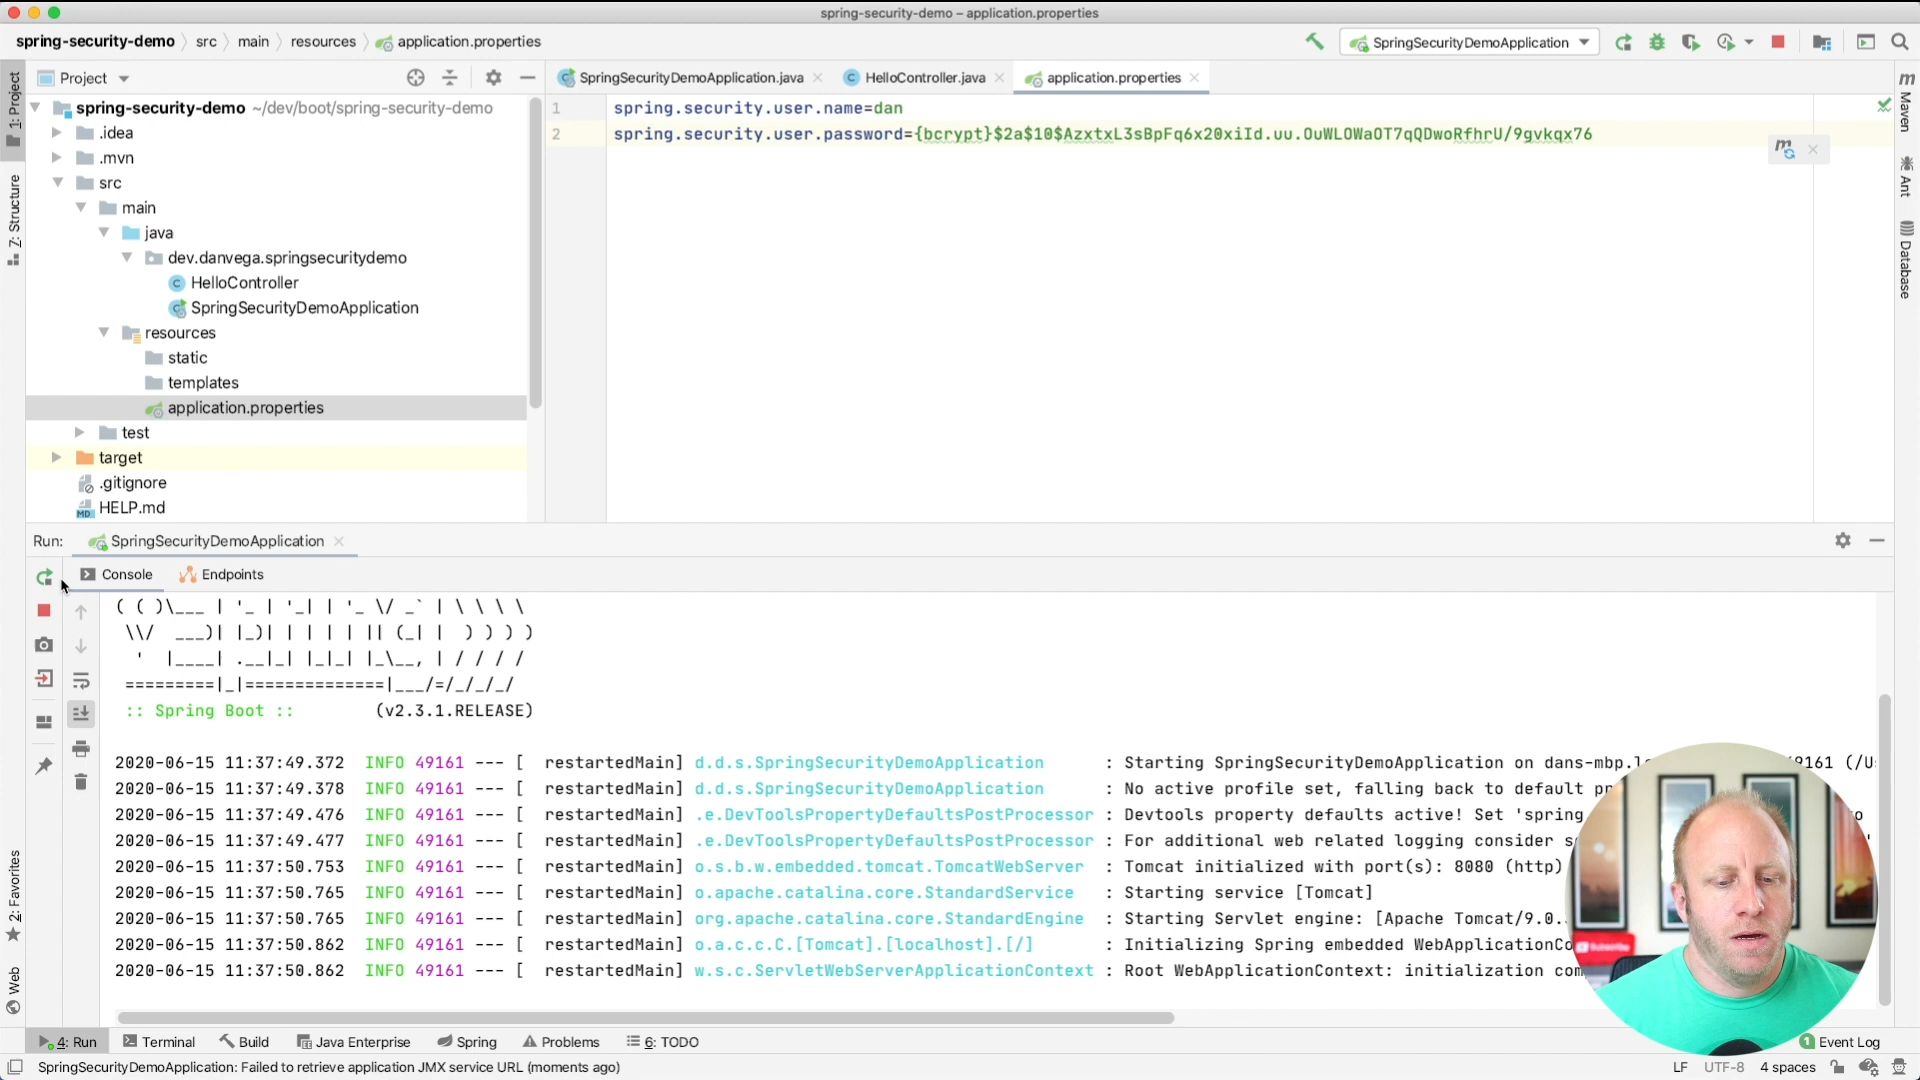 spring-security-demo – application.properties
spring-security-demo src main resources application.properties
SpringSecurityDemoApplication
1: Project
7: Structure
2: Favorites
Web
Project
spring-security-demo ~/dev/boot/spring-security-demo
.idea
.mvn
src
main
java
dev.danvega.springsecuritydemo
HelloController
SpringSecurityDemoApplication
resources
static
templates
application.properties
test
target
.gitignore
HELP.md
SpringSecurityDemoApplication.java HelloController.java application.properties
1 spring.security.user.name=dan
2 spring.security.user.password={bcrypt}$2a$10$AzxtxL3sBpFq6x20xiId.uu.OuWLOWaOT7qQDwoRfhrU/9gvkqx76
Maven
Ant
Database
Run: SpringSecurityDemoApplication
Console Endpoints
( ( )\___ | '_ | '_| | '_ \/ _` | \ \ \ \
\\/  ___)| |_)| | | | | || (_| |  ) ) ) )
'  |____| .__|_| |_|_| |_\__, | / / / /
=========|_|==============|___/=/_/_/_/
:: Spring Boot ::        (v2.3.1.RELEASE)
2020-06-15 11:37:49.372  INFO 49161 --- [  restartedMain] d.d.s.SpringSecurityDemoApplication      : Starting SpringSecurityDemoApplication on
2020-06-15 11:37:49.378  INFO 49161 --- [  restartedMain] d.d.s.SpringSecurityDemoApplication      : No active profile set, falling back to default
2020-06-15 11:37:49.476  INFO 49161 --- [  restartedMain] .e.DevToolsPropertyDefaultsPostProcessor : Devtools property defaults active! Set 'spring
2020-06-15 11:37:49.477  INFO 49161 --- [  restartedMain] .e.DevToolsPropertyDefaultsPostProcessor : For additional web related logging consider
2020-06-15 11:37:50.753  INFO 49161 --- [  restartedMain] o.s.b.w.embedded.tomcat.TomcatWebServer  : Tomcat initialized with port(s): 8080 (http)
2020-06-15 11:37:50.765  INFO 49161 --- [  restartedMain] o.apache.catalina.core.StandardService   : Starting service [Tomcat]
2020-06-15 11:37:50.765  INFO 49161 --- [  restartedMain] org.apache.catalina.core.StandardEngine  : Starting Servlet engine: [Apache Tomcat/9.0.
2020-06-15 11:37:50.862  INFO 49161 --- [  restartedMain] o.a.c.c.C.[Tomcat].[localhost].[/]       : Initializing Spring embedded WebApplicationCo
2020-06-15 11:37:50.862  INFO 49161 --- [  restartedMain] w.s.c.ServletWebServerApplicationContext : Root WebApplicationContext: initialization com
4: Run Terminal Build Java Enterprise Spring Problems 6: TODO 1 Event Log
SpringSecurityDemoApplication: Failed to retrieve application JMX service URL (moments ago) LF UTF-8 4 spaces